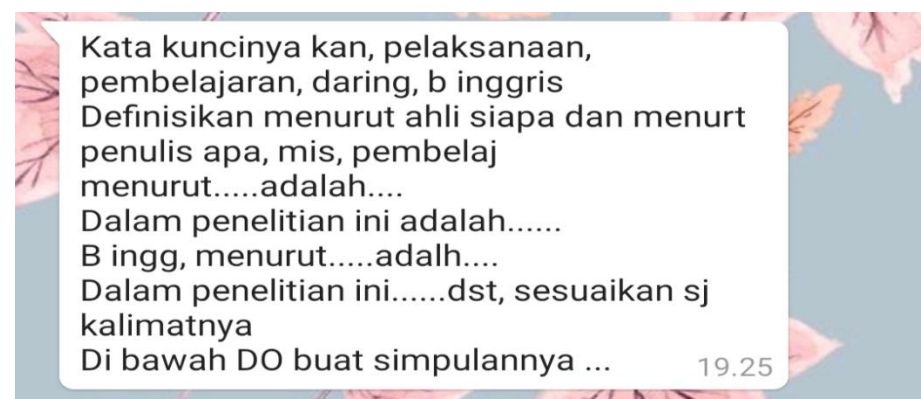 Kata kuncinya kan, pelaksanaan,
pembelajaran, daring, b inggris
Definisikan menurut ahli siapa dan menurt
penulis apa, mis, pembelaj
menurut.....adalah....
Dalam penelitian ini adalah......
B ingg, menurut.....adalh....
Dalam penelitian ini......dst, sesuaikan sj
kalimatnya
Di bawah DO buat simpulannya ...
19.25